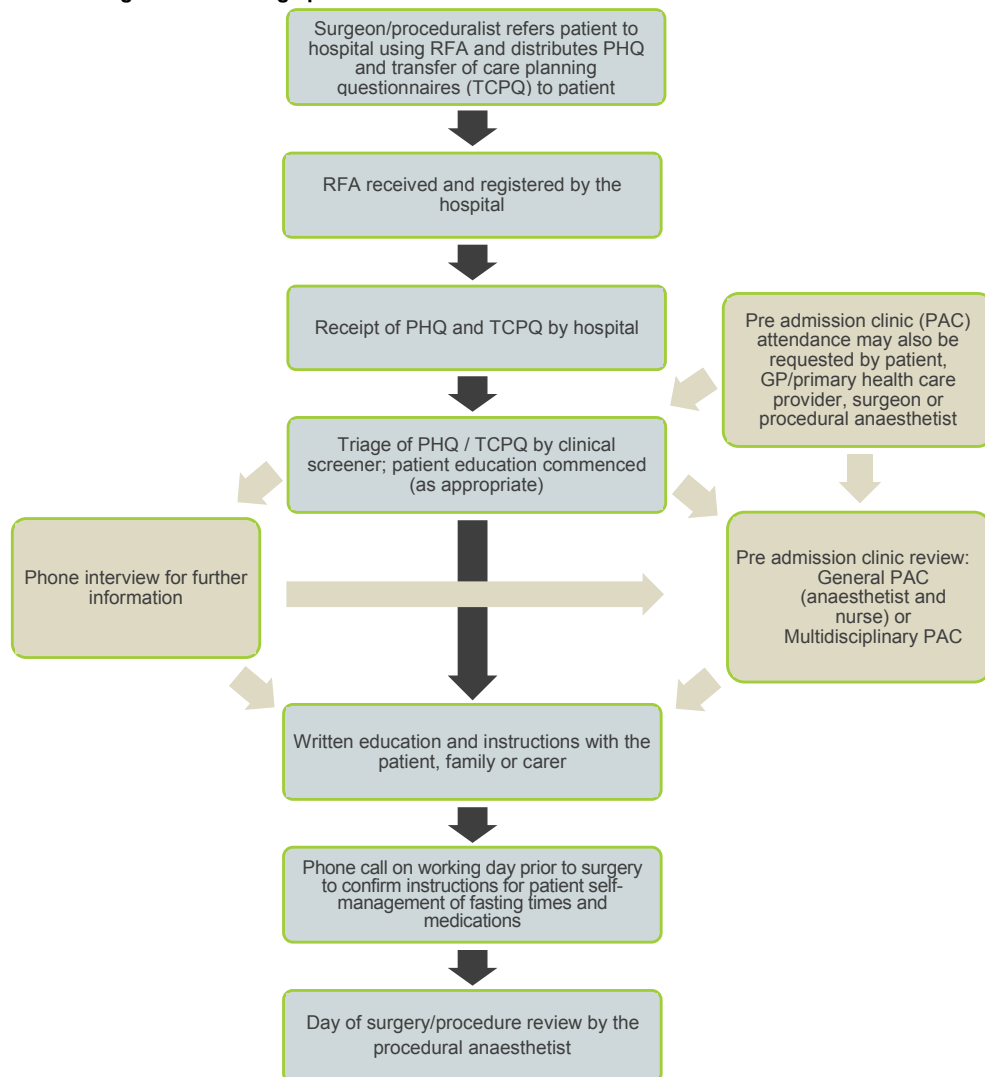 Surgeon/proceduralist refers patient to
hospital using RFA and distributes PHQ
and transfer of care planning
questionnaires (TCPQ) to patient
RFA received and registered by the
hospital
Receipt of PHQ and TCPQ by hospital
Pre admission clinic (PAC)
attendance may also be
requested by patient,
GP/primary health care
provider, surgeon or
procedural anaesthetist
Triage of PHQ / TCPQ by clinical
screener; patient education commenced
(as appropriate)
Phone interview for further
information
Pre admission clinic review:
General PAC
(anaesthetist and
nurse) or
Multidisciplinary PAC
Written education and instructions with the
patient, family or carer
Phone call on working day prior to surgery
to confirm instructions for patient self-
management of fasting times and
medications
Day of surgery/procedure review by the
procedural anaesthetist